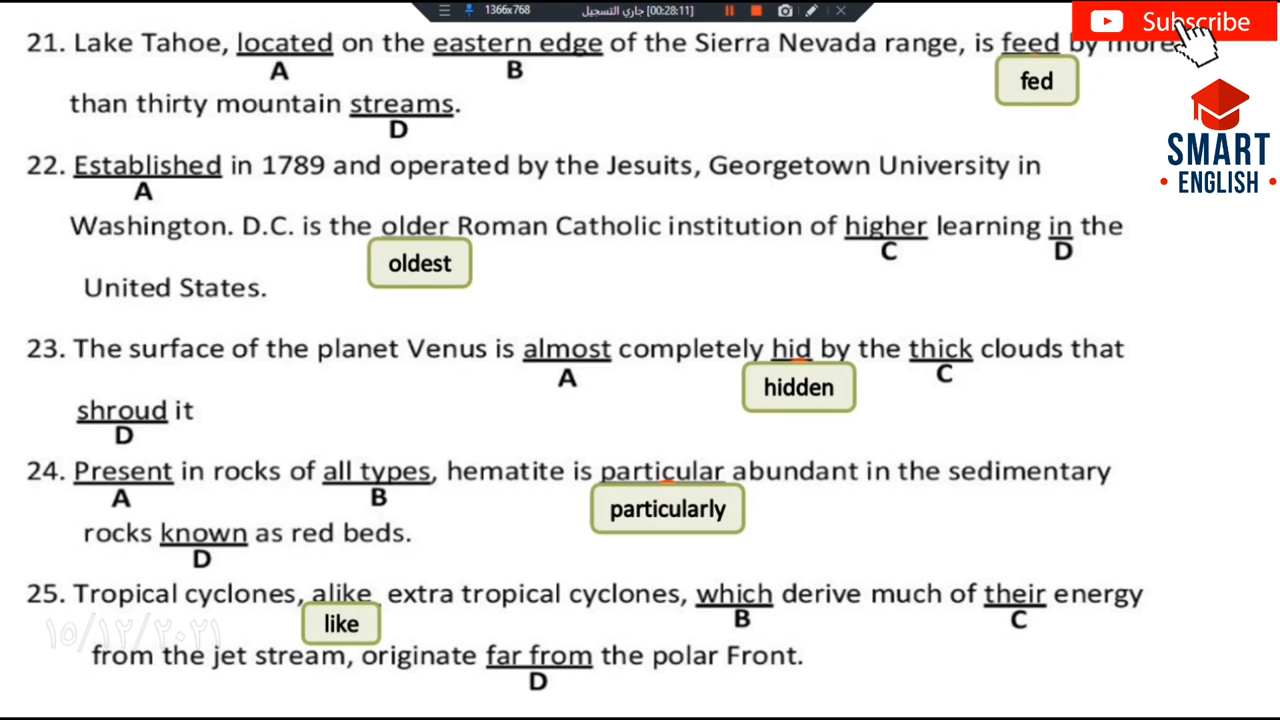 1366x768 جاري التسجيل [00:28:11]
Subscribe
21. Lake Tahoe, located on the eastern edge of the Sierra Nevada range, is feed by more
A B fed
than thirty mountain streams.
D
SMART
ENGLISH
22. Established in 1789 and operated by the Jesuits, Georgetown University in
A
Washington. D.C. is the older Roman Catholic institution of higher learning in the
oldest C D
United States.
23. The surface of the planet Venus is almost completely hid by the thick clouds that
A hidden C
shroud it
D
24. Present in rocks of all types, hematite is particular abundant in the sedimentary
A B particularly
rocks known as red beds.
D
25. Tropical cyclones, alike extra tropical cyclones, which derive much of their energy
like B C
١٥/١٢/٢٠٢١
from the jet stream, originate far from the polar Front.
D